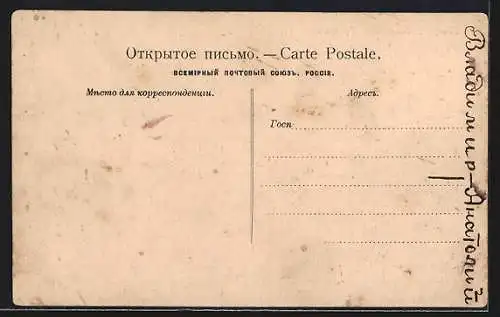 Открытое письмо. — Carte Postale.
ВСЕМІРНЫЙ ПОЧТОВЫЙ СОЮЗЪ. РОССІЯ.
Мѣсто для корреспонденціи.
Адресъ.
Госп
Владимир - Анатолий